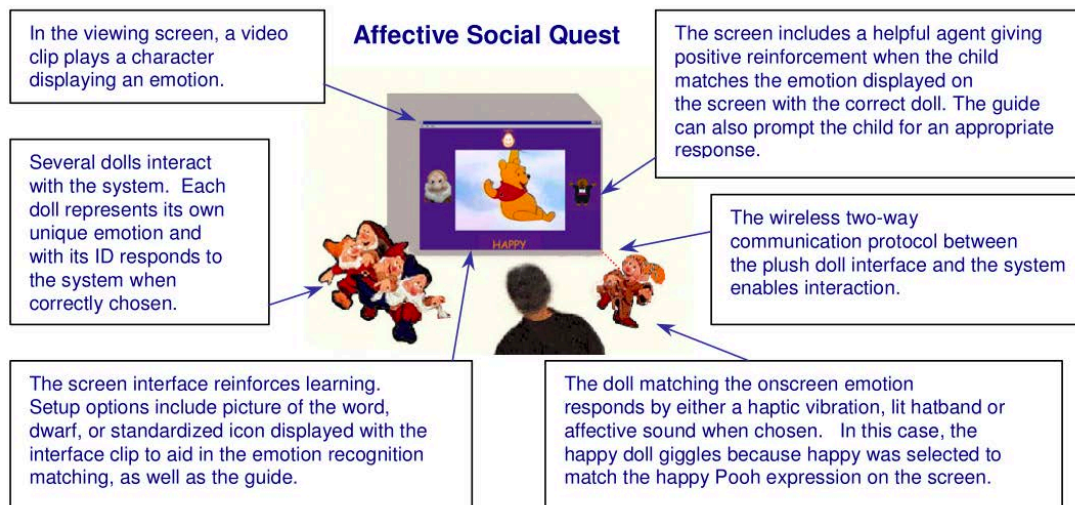 Affective Social Quest
In the viewing screen, a video
clip plays a character
displaying an emotion.
The screen includes a helpful agent giving
positive reinforcement when the child
matches the emotion displayed on
the screen with the correct doll. The guide
can also prompt the child for an appropriate
response.
Several dolls interact
with the system. Each
doll represents its own
unique emotion and
with its ID responds to
the system when
correctly chosen.
HAPPY
The wireless two-way
communication protocol between
the plush doll interface and the system
enables interaction.
The screen interface reinforces learning.
Setup options include picture of the word,
dwarf, or standardized icon displayed with the
interface clip to aid in the emotion recognition
matching, as well as the guide.
The doll matching the onscreen emotion
responds by either a haptic vibration, lit hatband or
affective sound when chosen. In this case, the
happy doll giggles because happy was selected to
match the happy Pooh expression on the screen.